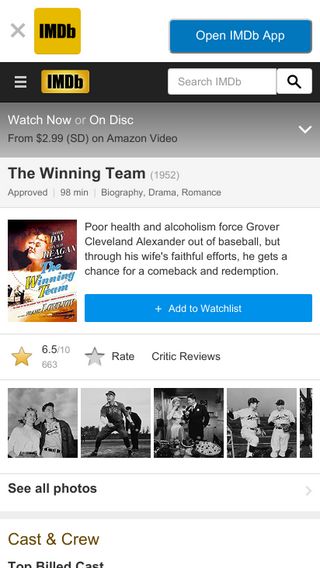 IMDb
Open IMDb App
IMDb
Search IMDb
Watch Now or On Disc
From $2.99 (SD) on Amazon Video
The Winning Team (1952)
Approved | 98 min | Biography, Drama, Romance
DAY
REAGAN
The Winning Team
Poor health and alcoholism force Grover
Cleveland Alexander out of baseball, but
through his wife's faithful efforts, he gets a
chance for a comeback and redemption.
+ Add to Watchlist
6.5/10
663
Rate
Critic Reviews
See all photos
Cast & Crew
Top Billed Cast